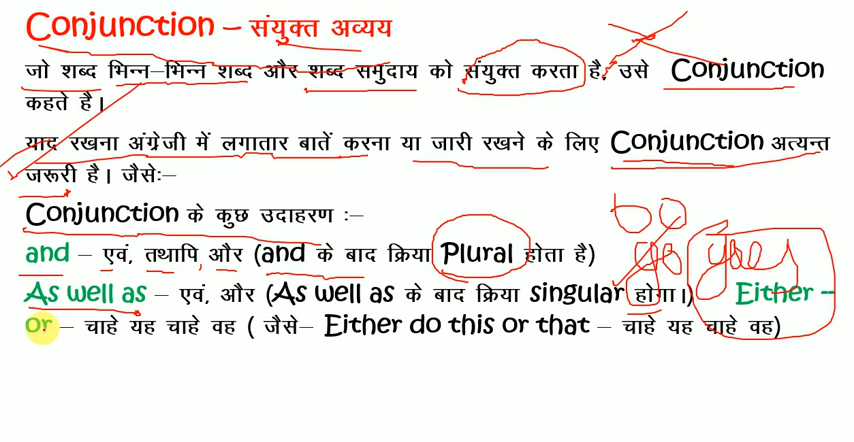 Conjunction – संयुक्त अव्यय
जो शब्द भिन्न–भिन्न शब्द और शब्द समुदाय को संयुक्त करता है, उसे Conjunction
कहते है।
याद रखना अंग्रेजी में लगातार बातें करना या जारी रखने के लिए Conjunction अत्यन्त
जरूरी है। जैसेः–
Conjunction के कुछ उदाहरण ः–
and – एवं, तथापि, और (and के बाद क्रिया Plural होता है)
As well as – एवं, और (As well as के बाद क्रिया singular होगा।) Either –
or – चाहे यह चाहे वह ( जैसे– Either do this or that – चाहे यह चाहे वह)